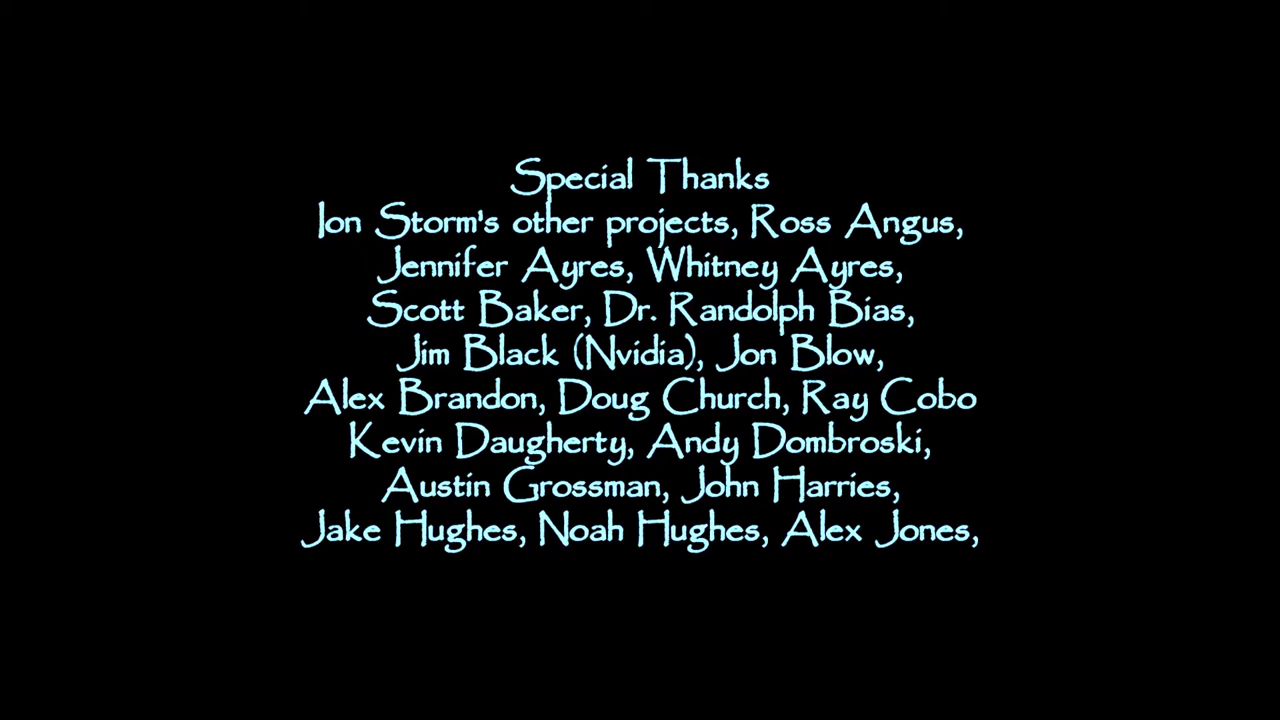 Special Thanks
Ion Storm's other projects, Ross Angus,
Jennifer Ayres, Whitney Ayres,
Scott Baker, Dr. Randolph Bias,
Jim Black (Nvidia), Jon Blow,
Alex Brandon, Doug Church, Ray Cobo
Kevin Daugherty, Andy Dombroski,
Austin Grossman, John Harries,
Jake Hughes, Noah Hughes, Alex Jones,